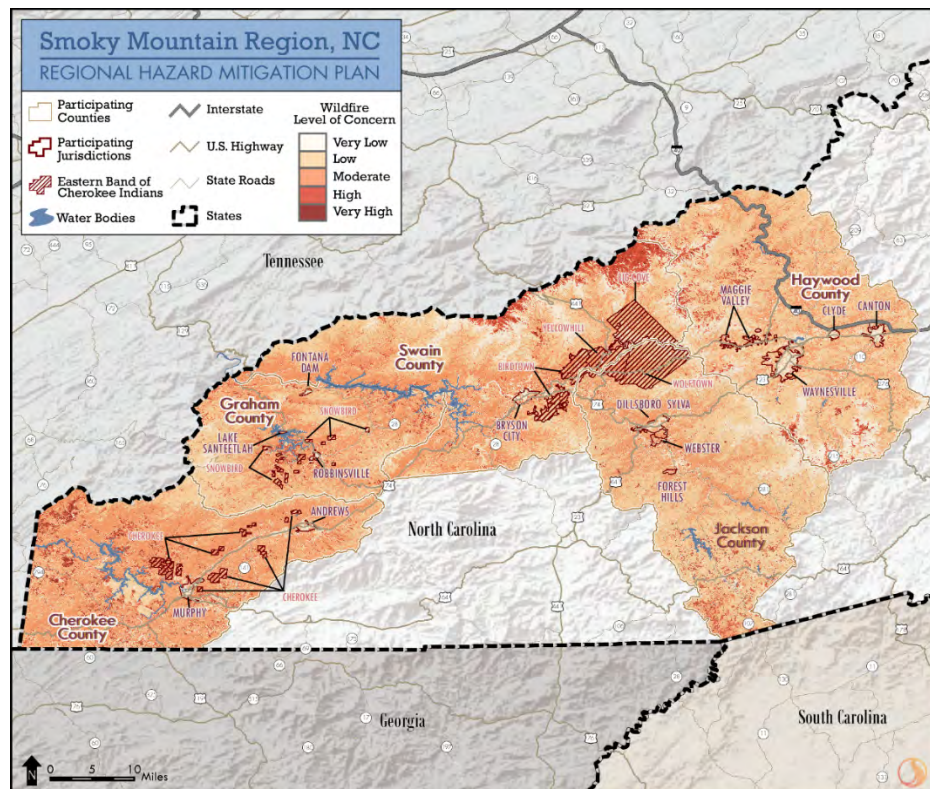 Smoky Mountain Region, NC
REGIONAL HAZARD MITIGATION PLAN
Participating
Counties
Participating
Jurisdictions
Eastern Band of
Cherokee Indians
Water Bodies
Interstate
U.S. Highway
State Roads
States
Wildfire
Level of Concern
Very Low
Low
Moderate
High
Very High
Tennessee
BIG COVE
MAGGIE
VALLEY
Haywood
County
CLYDE
CANTON
YELLOWHILL
Swain
County
FONTANA
DAM
BIRDTOWN
WOLFTOWN
WAYNESVILLE
Graham
County
SNOWBIRD
BRYSON
CITY
DILLSBORO
SYLVA
LAKE
SANTEETLAH
WEBSTER
SNOWBIRD
ROBBINSVILLE
FOREST
HILLS
ANDREWS
North Carolina
Jackson
County
CHEROKEE
CHEROKEE
MURPHY
Cherokee
County
Georgia
South Carolina
N
0 5 10
Miles